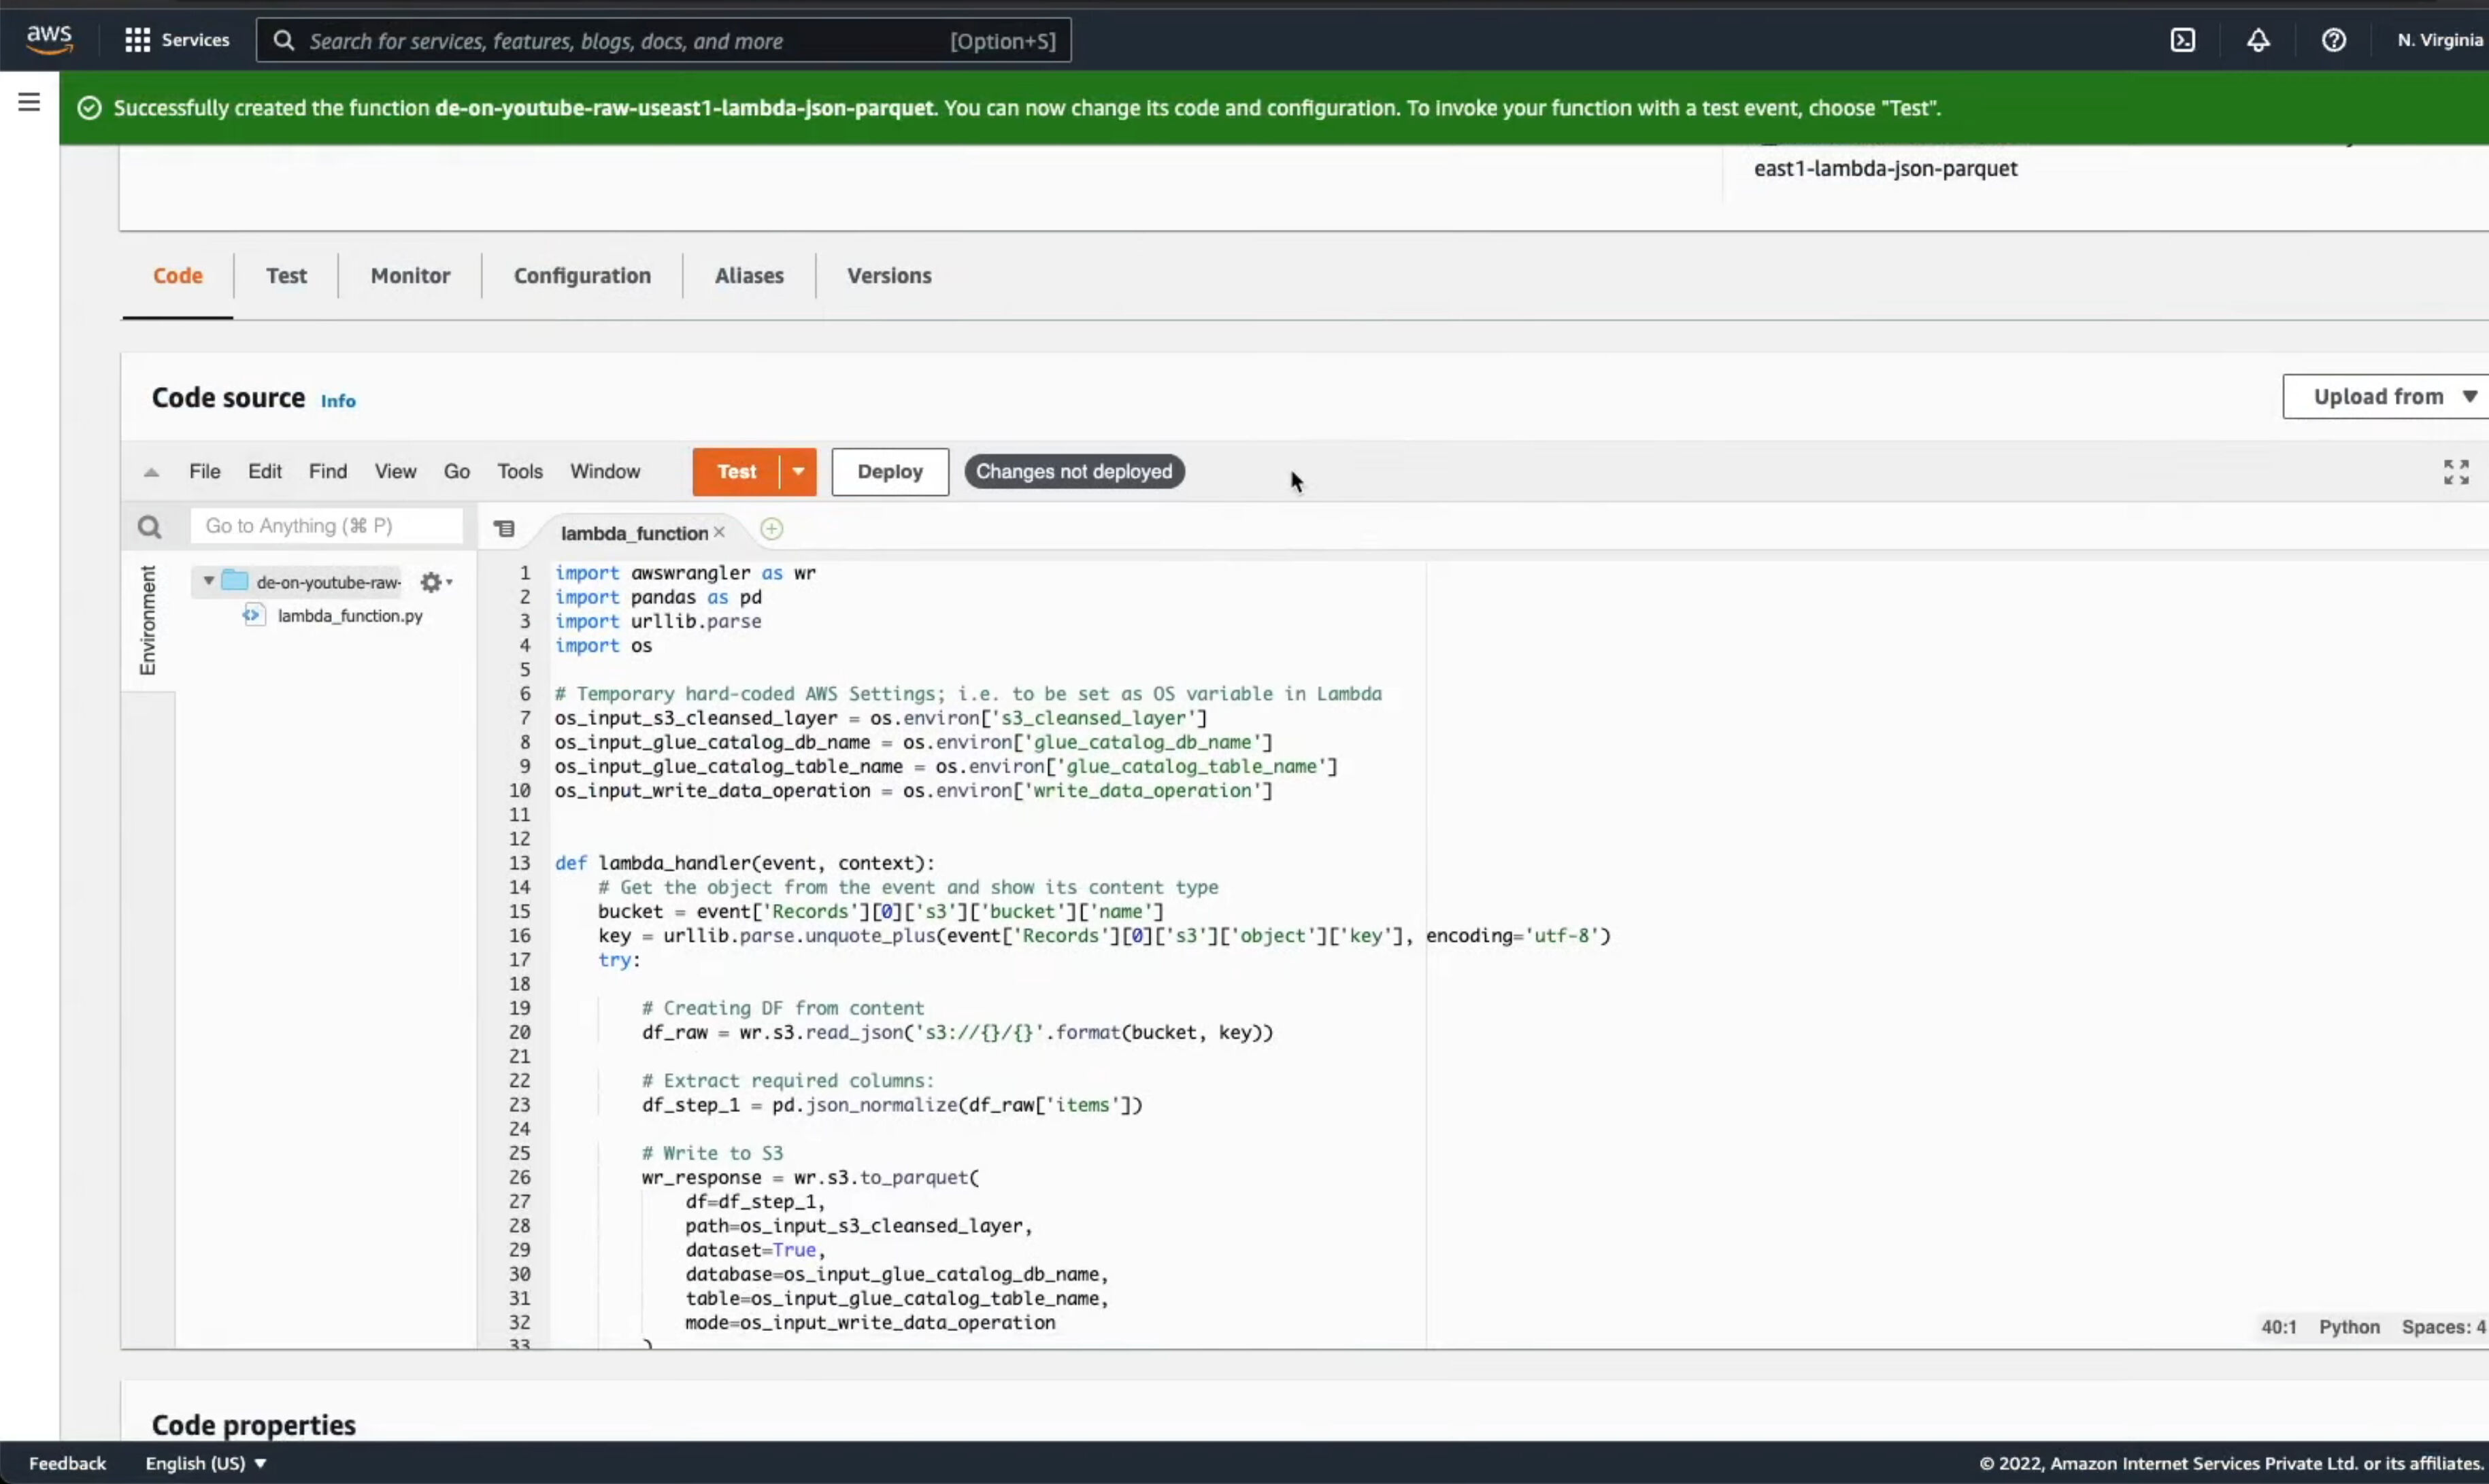 aws
Services
Search for services, features, blogs, docs, and more [Option+S]
N. Virginia
Successfully created the function de-on-youtube-raw-useast1-lambda-json-parquet. You can now change its code and configuration. To invoke your function with a test event, choose "Test".
east1-lambda-json-parquet
Code Test Monitor Configuration Aliases Versions
Code source Info
Upload from
File Edit Find View Go Tools Window Test Deploy Changes not deployed
Go to Anything (⌘ P)
lambda_function
Environment
de-on-youtube-raw-
lambda_function.py
1 import awswrangler as wr
2 import pandas as pd
3 import urllib.parse
4 import os
5
6 # Temporary hard-coded AWS Settings; i.e. to be set as OS variable in Lambda
7 os_input_s3_cleansed_layer = os.environ['s3_cleansed_layer']
8 os_input_glue_catalog_db_name = os.environ['glue_catalog_db_name']
9 os_input_glue_catalog_table_name = os.environ['glue_catalog_table_name']
10 os_input_write_data_operation = os.environ['write_data_operation']
11
12
13 def lambda_handler(event, context):
14     # Get the object from the event and show its content type
15     bucket = event['Records'][0]['s3']['bucket']['name']
16     key = urllib.parse.unquote_plus(event['Records'][0]['s3']['object']['key'], encoding='utf-8')
17     try:
18
19         # Creating DF from content
20         df_raw = wr.s3.read_json('s3://{}/{}'.format(bucket, key))
21
22         # Extract required columns:
23         df_step_1 = pd.json_normalize(df_raw['items'])
24
25         # Write to S3
26         wr_response = wr.s3.to_parquet(
27             df=df_step_1,
28             path=os_input_s3_cleansed_layer,
29             dataset=True,
30             database=os_input_glue_catalog_db_name,
31             table=os_input_glue_catalog_table_name,
32             mode=os_input_write_data_operation
33         )
40:1 Python Spaces: 4
Code properties
Feedback English (US)
© 2022, Amazon Internet Services Private Ltd. or its affiliates.